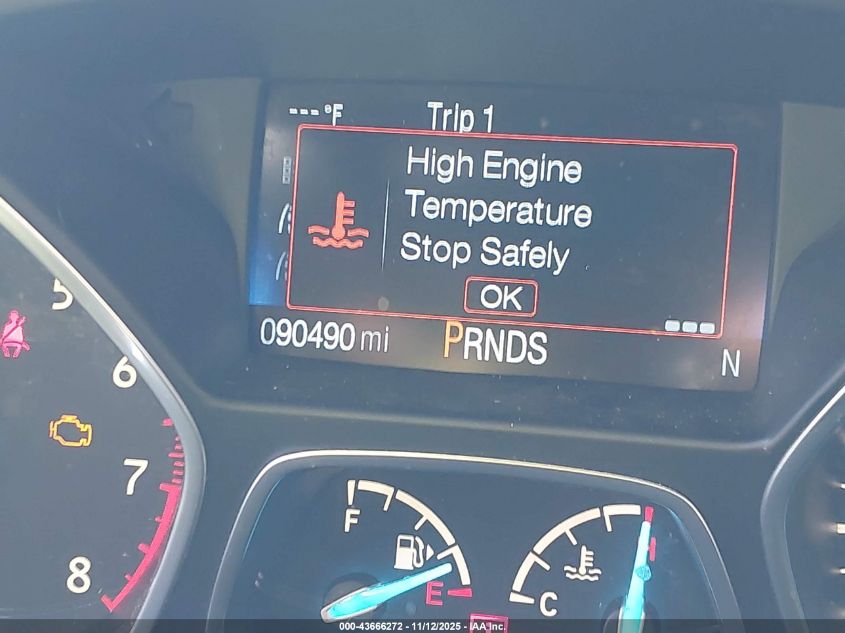 ---°F Trip 1
High Engine
Temperature
Stop Safely
OK
090490 mi PRNDS N
5
6
7
8
F
E
C
H
000-43666272 - 11/12/2025 - IAA Inc.